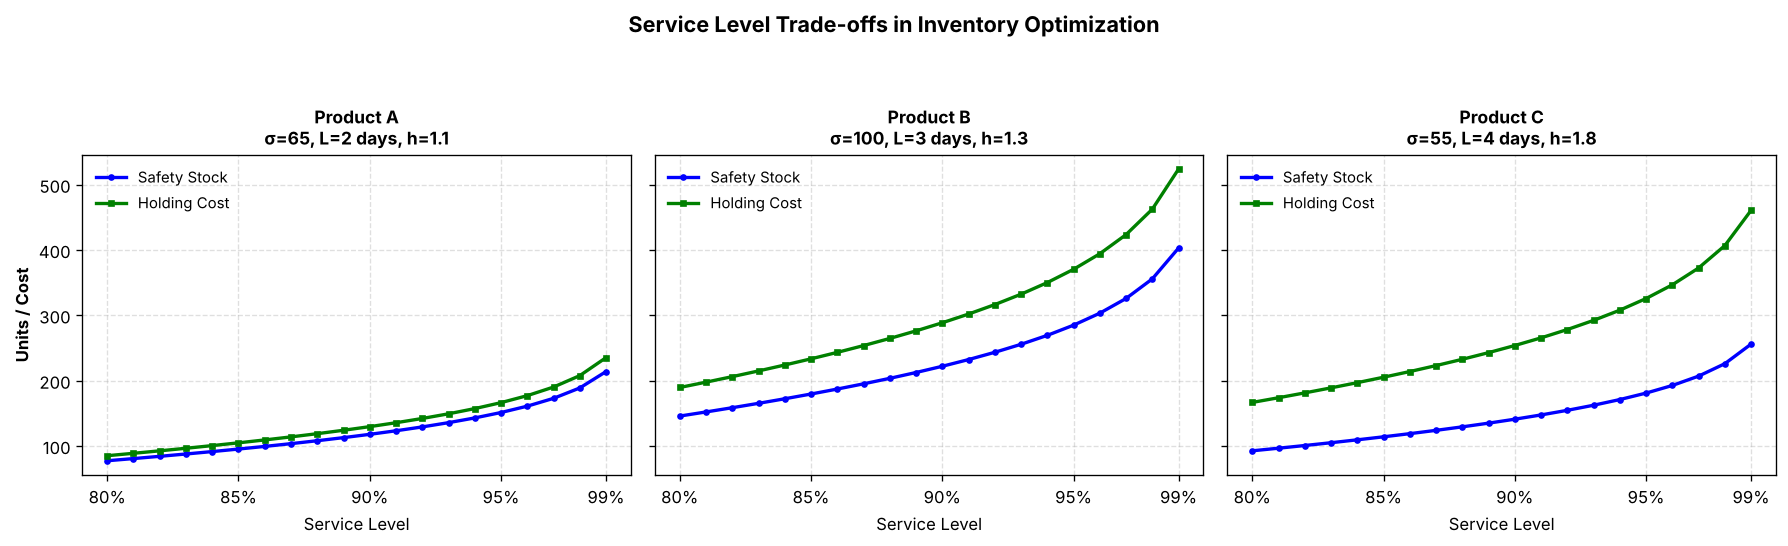 Service Level Trade-offs in Inventory Optimization
Product A
σ=65, L=2 days, h=1.1
Product B
σ=100, L=3 days, h=1.3
Product C
σ=55, L=4 days, h=1.8
Units / Cost
500
400
300
200
100
Safety Stock
Holding Cost
80% 85% 90% 95% 99%
Service Level
Safety Stock
Holding Cost
80% 85% 90% 95% 99%
Service Level
Safety Stock
Holding Cost
80% 85% 90% 95% 99%
Service Level